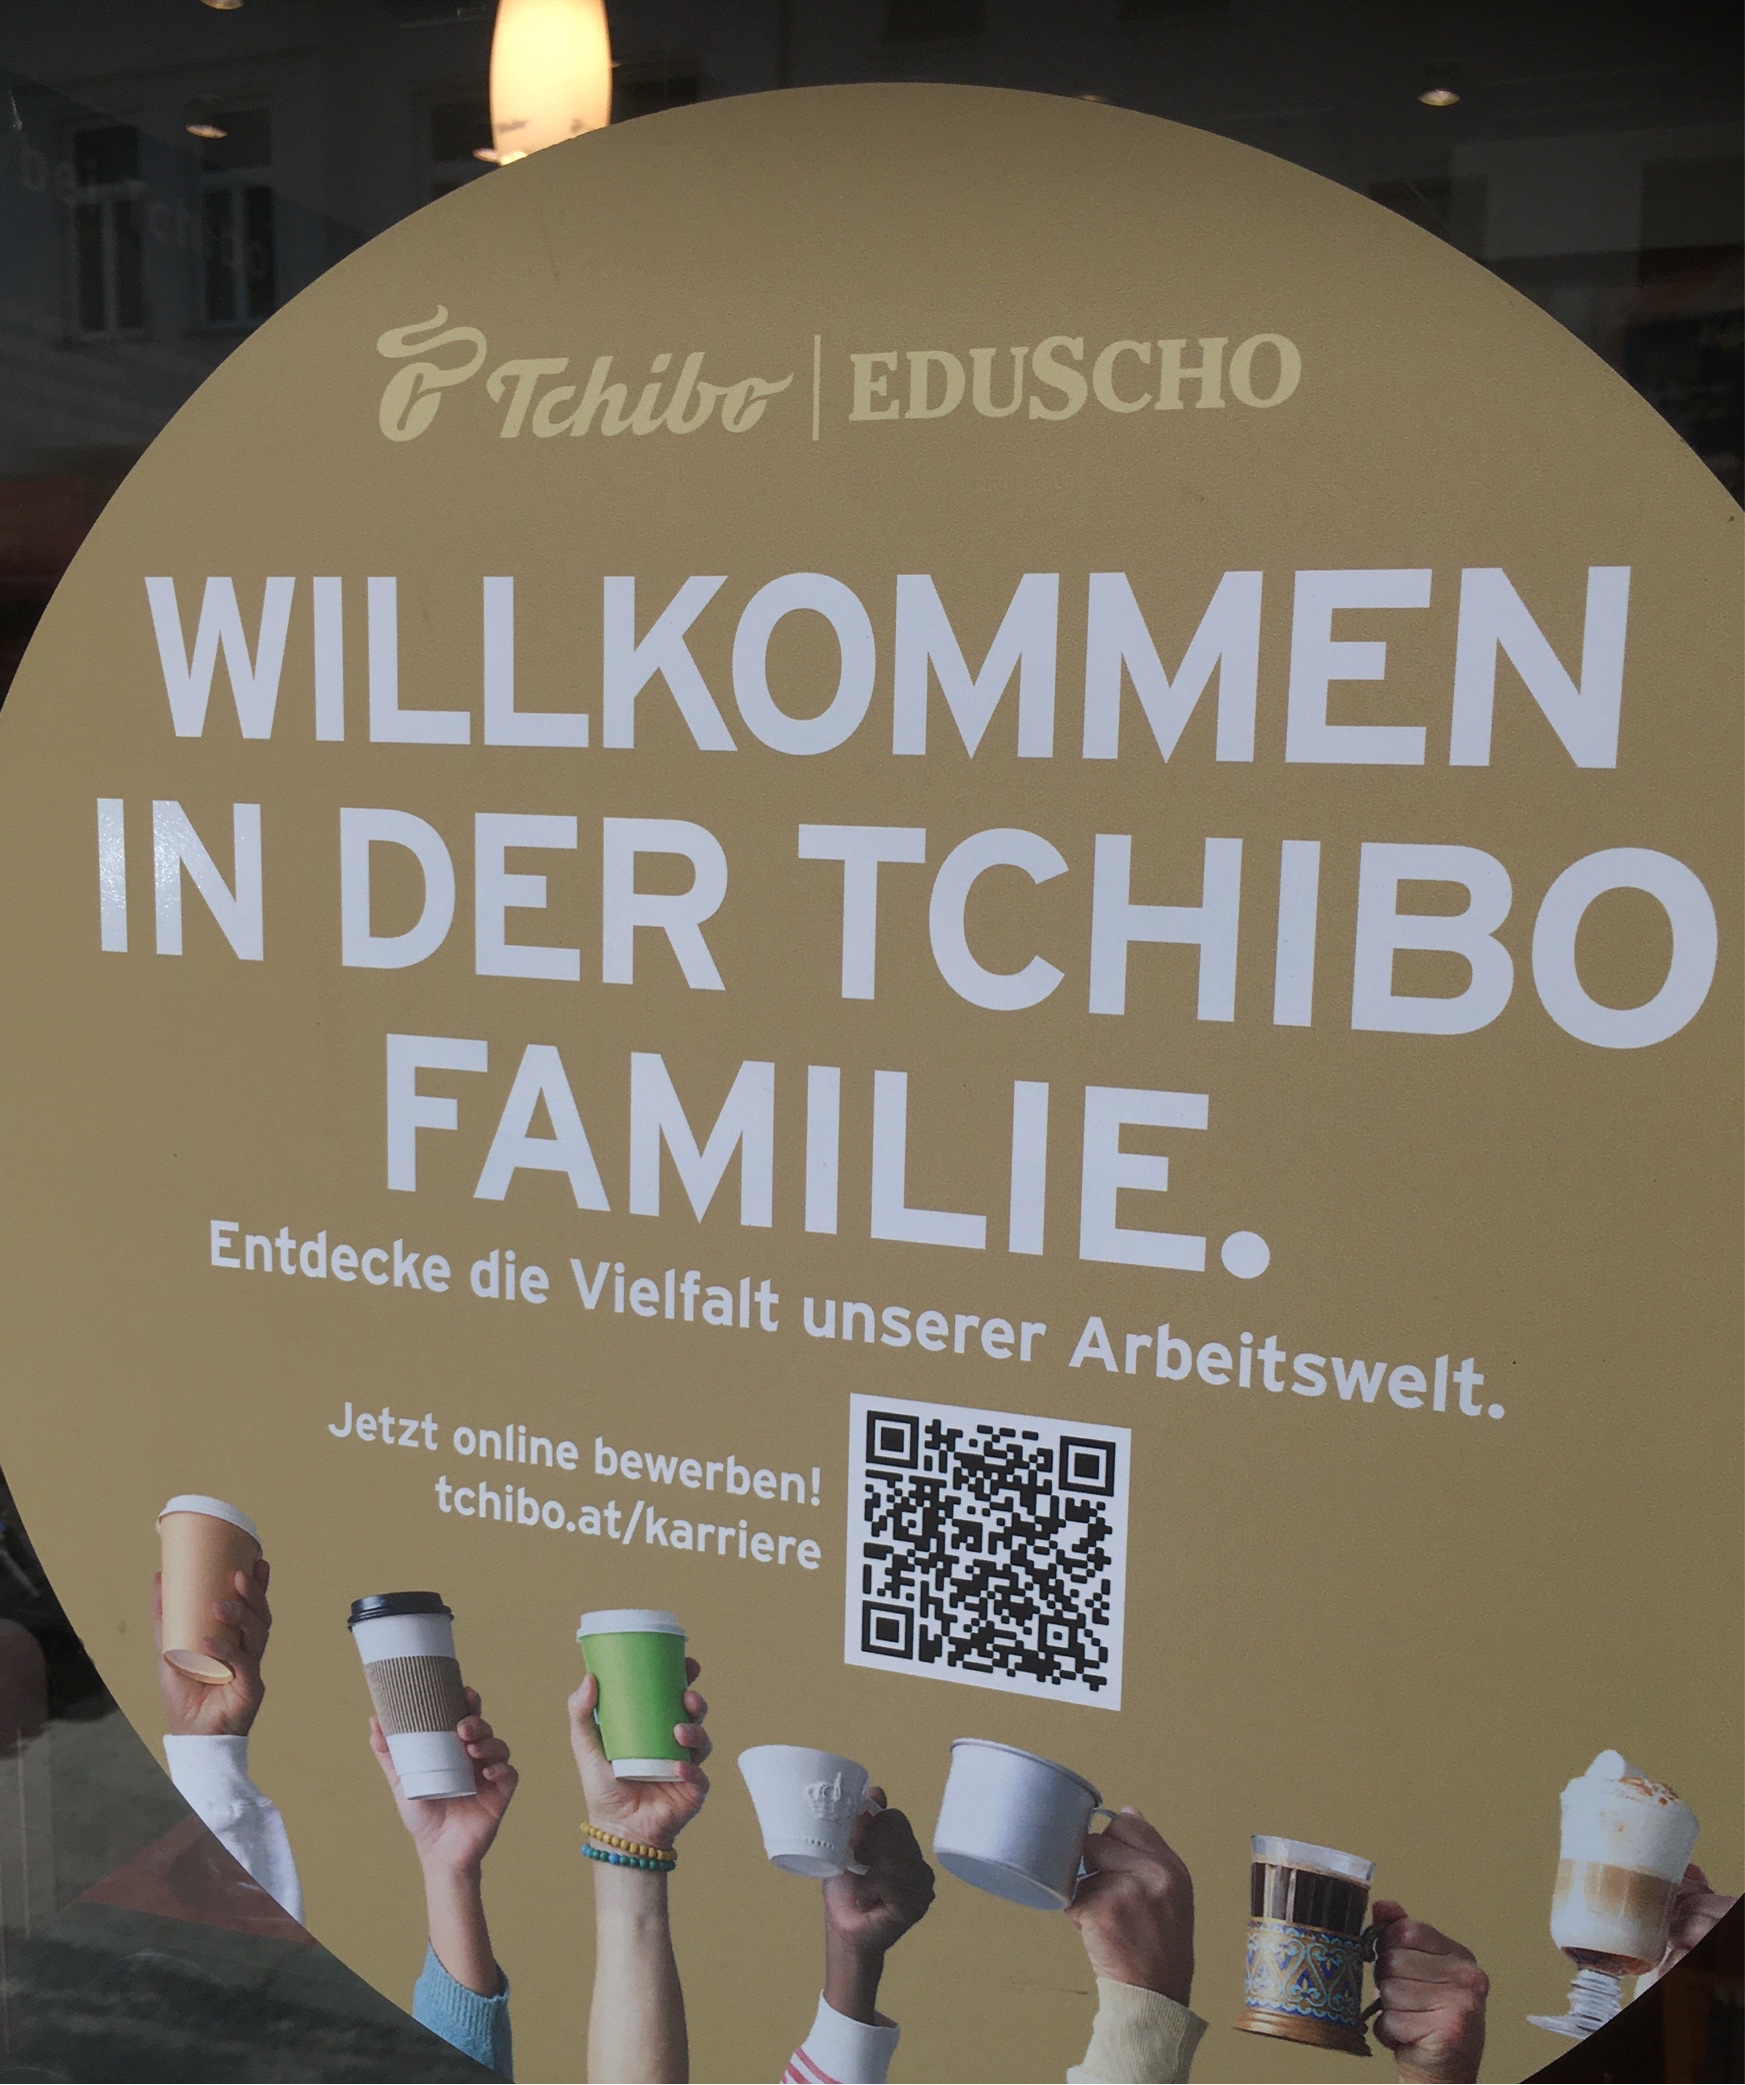 Tchibo | EDUSCHO
WILLKOMMEN
IN DER TCHIBO
FAMILIE.
Entdecke die Vielfalt unserer Arbeitswelt.
Jetzt online bewerben!
tchibo.at/karriere